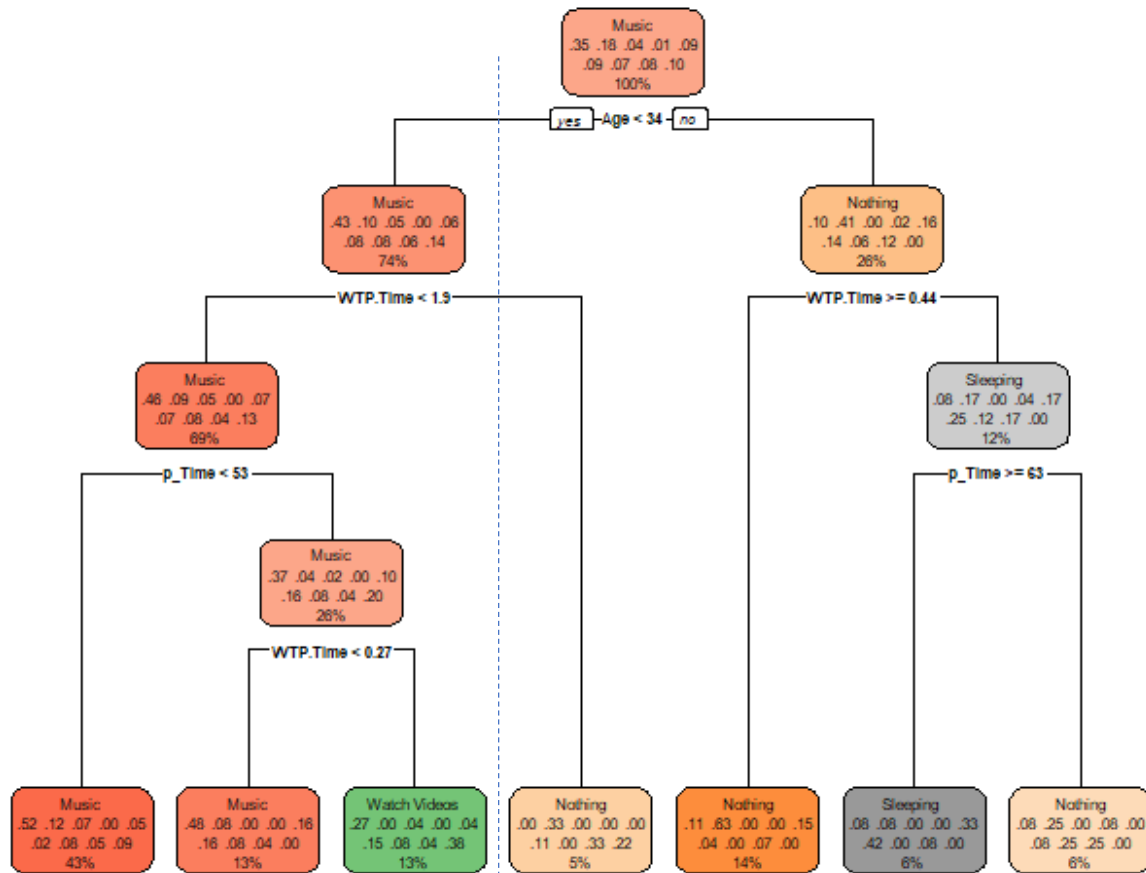 Music
.35 .18 .04 .01 .09
.09 .07 .08 .10
100%
yes Age < 34 no
Music
.43 .10 .05 .00 .06
.08 .08 .06 .14
74%
Nothing
.10 .41 .00 .02 .16
.14 .06 .12 .00
26%
WTP.Time < 1.9
WTP.Time >= 0.44
Music
.46 .09 .05 .00 .07
.07 .08 .04 .13
69%
Sleeping
.08 .17 .00 .04 .17
.25 .12 .17 .00
12%
p_Time < 53
p_Time >= 63
Music
.37 .04 .02 .00 .10
.16 .08 .04 .20
26%
WTP.Time < 0.27
Music
.52 .12 .07 .00 .05
.02 .08 .05 .09
43%
Music
.48 .08 .00 .00 .16
.16 .08 .04 .00
13%
Watch Videos
.27 .00 .04 .00 .04
.15 .08 .04 .38
13%
Nothing
.00 .33 .00 .00 .00
.11 .00 .33 .22
5%
Nothing
.11 .63 .00 .00 .15
.04 .00 .07 .00
14%
Sleeping
.08 .08 .00 .00 .33
.42 .00 .08 .00
6%
Nothing
.08 .25 .00 .08 .00
.08 .25 .25 .00
6%